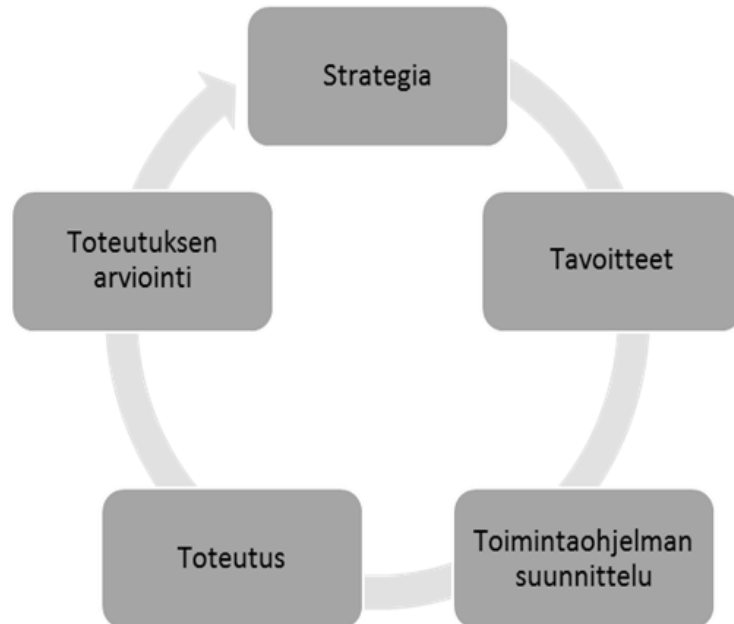 Strategia
Tavoitteet
Toimintaohjelman
suunnittelu
Toteutus
Toteutuksen
arviointi